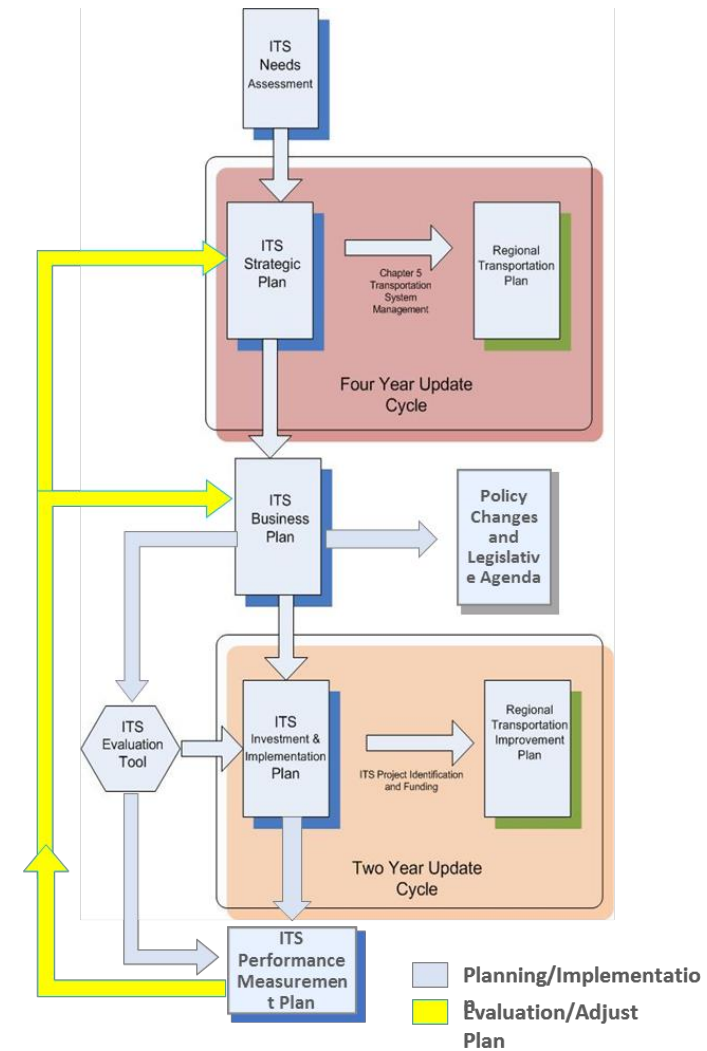 ITS
Needs
Assessment
ITS
Strategic
Plan
Chapter 5
Transportation
System
Management
Regional
Transportation
Plan
Four Year Update
Cycle
ITS
Business
Plan
Policy
Changes
and
Legislativ
e Agenda
ITS
Evaluation
Tool
ITS
Investment &
Implementation
Plan
ITS Project Identification
and Funding
Regional
Transportation
Improvement
Plan
Two Year Update
Cycle
ITS
Performance
Measuremen
t Plan
Planning/Implementatio
n
Evaluation/Adjust
Plan